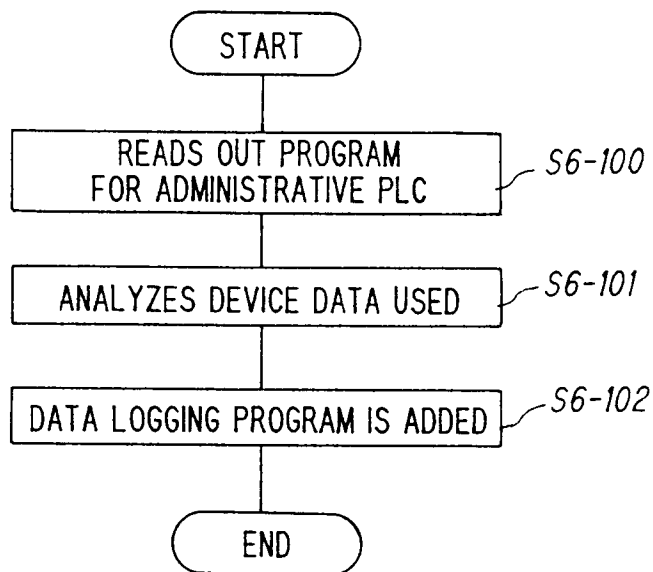 START
READS OUT PROGRAM
FOR ADMINISTRATIVE PLC
S6-100
ANALYZES DEVICE DATA USED
S6-101
DATA LOGGING PROGRAM IS ADDED
S6-102
END